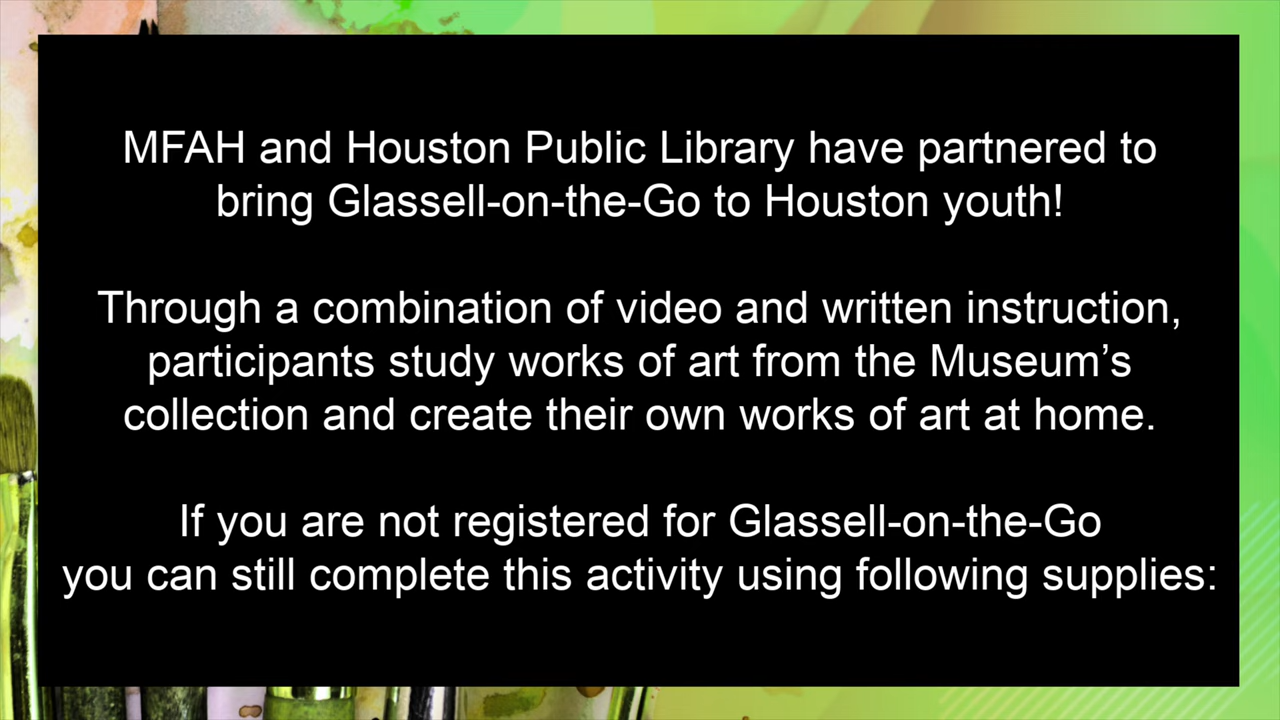 MFAH and Houston Public Library have partnered to
bring Glassell-on-the-Go to Houston youth!
Through a combination of video and written instruction,
participants study works of art from the Museum’s
collection and create their own works of art at home.
If you are not registered for Glassell-on-the-Go
you can still complete this activity using following supplies: